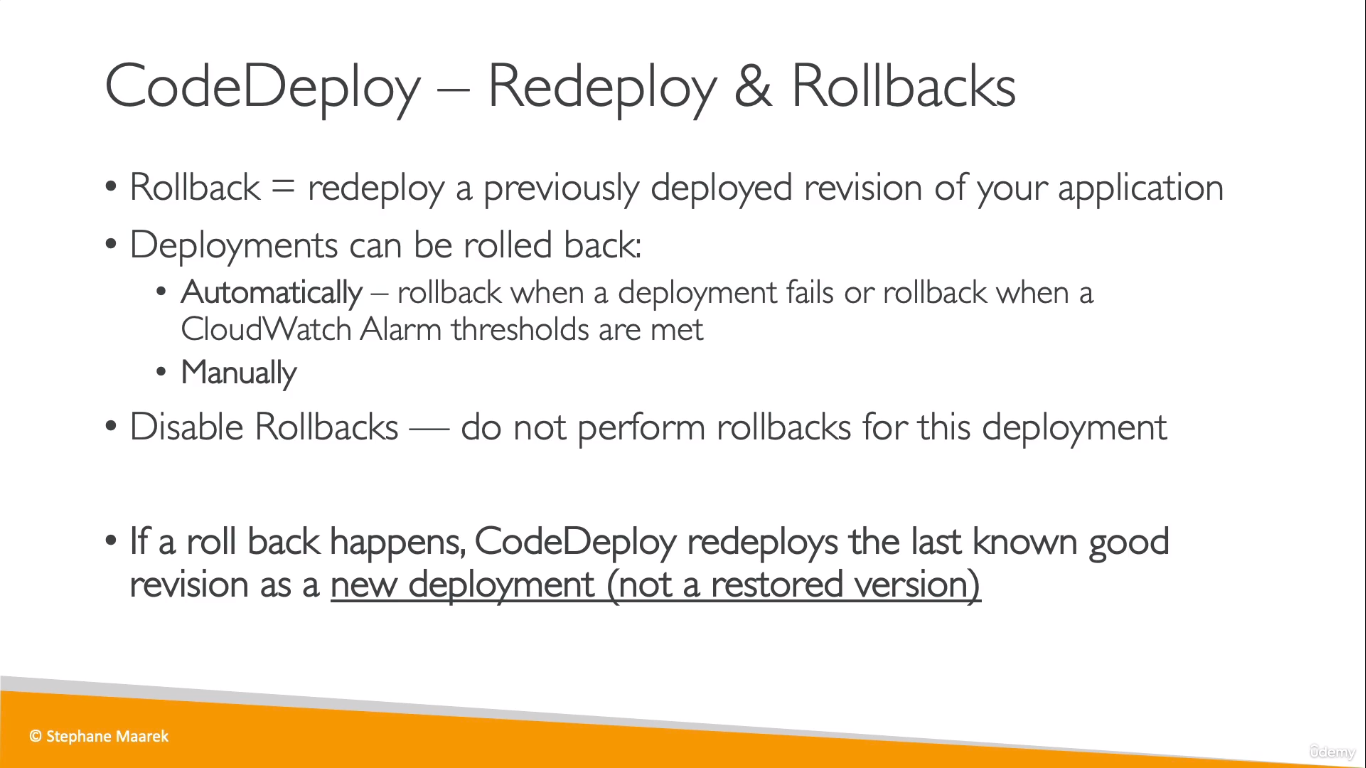 CodeDeploy – Redeploy & Rollbacks
• Rollback = redeploy a previously deployed revision of your application
• Deployments can be rolled back:
• Automatically – rollback when a deployment fails or rollback when a
CloudWatch Alarm thresholds are met
• Manually
• Disable Rollbacks — do not perform rollbacks for this deployment
• If a roll back happens, CodeDeploy redeploys the last known good
revision as a new deployment (not a restored version)
© Stephane Maarek
ûdemy